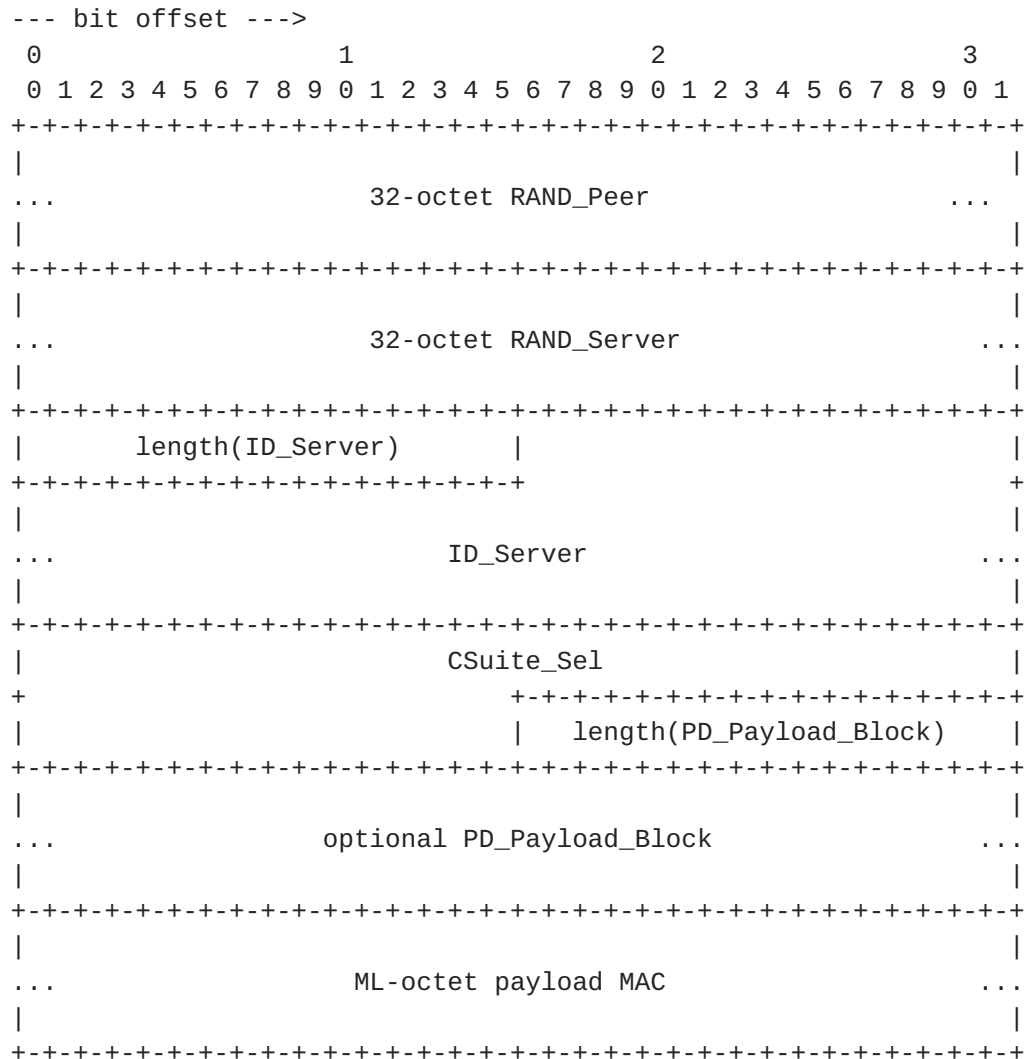 --- bit offset --->
 0                   1                   2                   3
 0 1 2 3 4 5 6 7 8 9 0 1 2 3 4 5 6 7 8 9 0 1 2 3 4 5 6 7 8 9 0 1
+-+-+-+-+-+-+-+-+-+-+-+-+-+-+-+-+-+-+-+-+-+-+-+-+-+-+-+-+-+-+-+-+
|                                                               |
...                    32-octet RAND_Peer                   ...
|                                                               |
+-+-+-+-+-+-+-+-+-+-+-+-+-+-+-+-+-+-+-+-+-+-+-+-+-+-+-+-+-+-+-+-+
|                                                               |
...                    32-octet RAND_Server                   ...
|                                                               |
+-+-+-+-+-+-+-+-+-+-+-+-+-+-+-+-+-+-+-+-+-+-+-+-+-+-+-+-+-+-+-+-+
|       length(ID_Server)       |                               |
+-+-+-+-+-+-+-+-+-+-+-+-+-+-+-+-+                               +
|                                                               |
...                         ID_Server                         ...
|                                                               |
+-+-+-+-+-+-+-+-+-+-+-+-+-+-+-+-+-+-+-+-+-+-+-+-+-+-+-+-+-+-+-+-+
|                           CSuite_Sel                          |
+                               +-+-+-+-+-+-+-+-+-+-+-+-+-+-+-+-+
|                               |   length(PD_Payload_Block)    |
+-+-+-+-+-+-+-+-+-+-+-+-+-+-+-+-+-+-+-+-+-+-+-+-+-+-+-+-+-+-+-+-+
|                                                               |
...                 optional PD_Payload_Block                 ...
|                                                               |
+-+-+-+-+-+-+-+-+-+-+-+-+-+-+-+-+-+-+-+-+-+-+-+-+-+-+-+-+-+-+-+-+
|                                                               |
...                   ML-octet payload MAC                    ...
|                                                               |
+-+-+-+-+-+-+-+-+-+-+-+-+-+-+-+-+-+-+-+-+-+-+-+-+-+-+-+-+-+-+-+-+